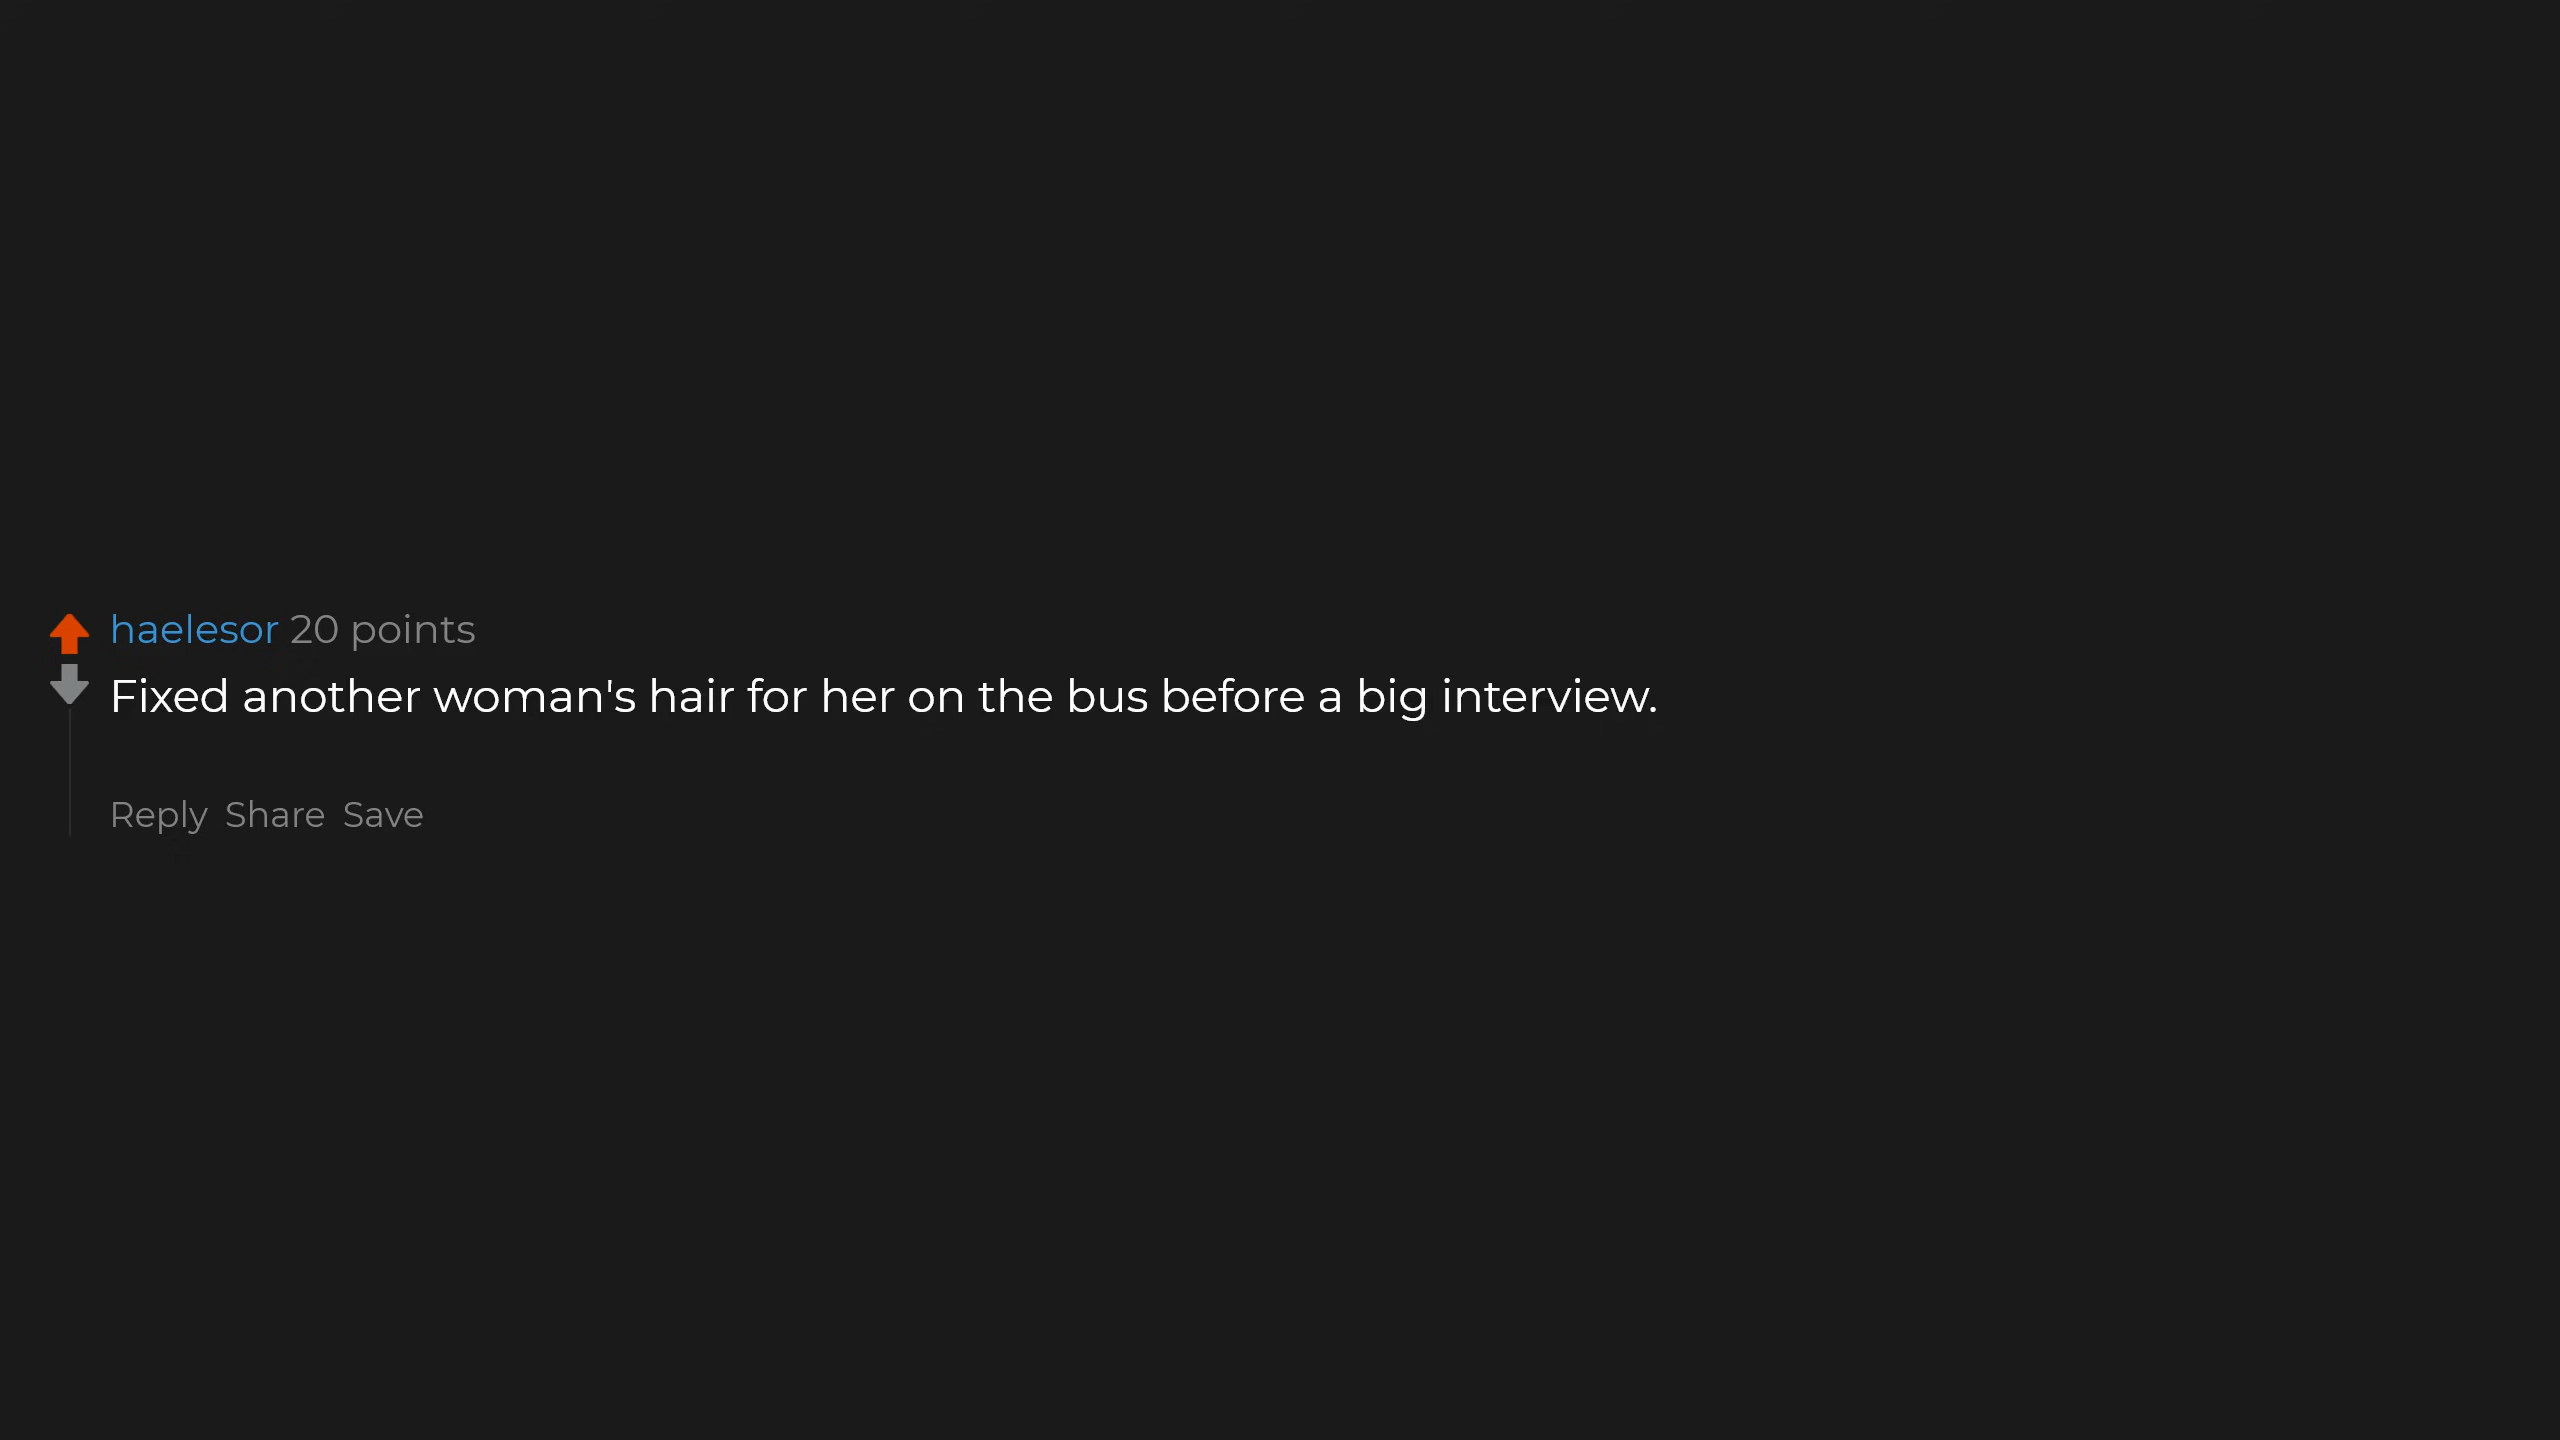 haelesor 20 points
Fixed another woman's hair for her on the bus before a big interview.
Reply Share Save